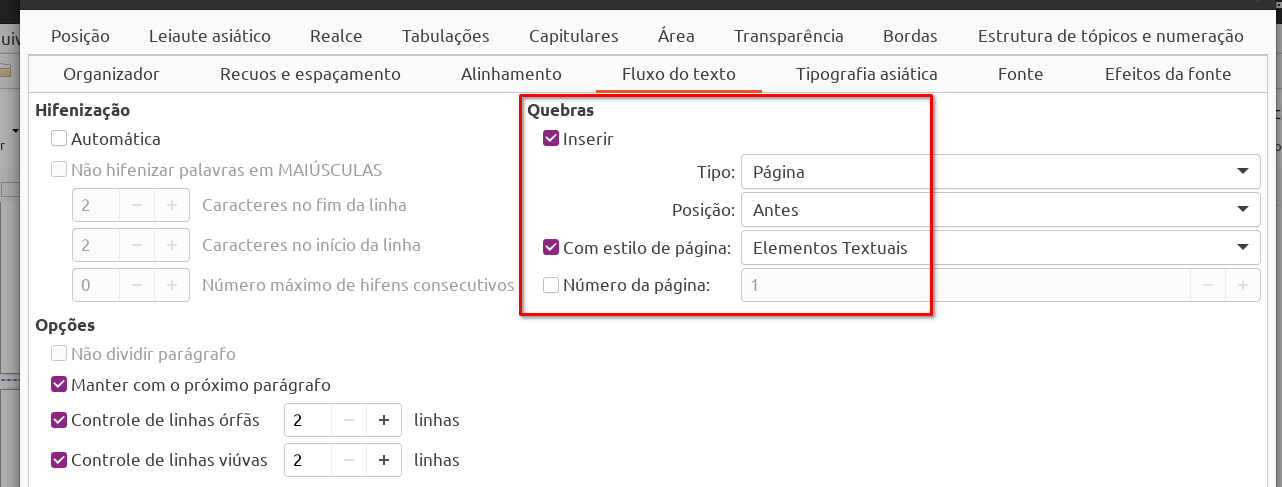 Posição Leiaute asiático Realce Tabulações Capitulares Área Transparência Bordas Estrutura de tópicos e numeração
Organizador Recuos e espaçamento Alinhamento Fluxo do texto Tipografia asiática Fonte Efeitos da fonte
Hifenização
Automática
Não hifenizar palavras em MAIÚSCULAS
2 Caracteres no fim da linha
2 Caracteres no início da linha
0 Número máximo de hifens consecutivos
Opções
Não dividir parágrafo
Manter com o próximo parágrafo
Controle de linhas órfãs 2 linhas
Controle de linhas viúvas 2 linhas
Quebras
Inserir
Tipo: Página
Posição: Antes
Com estilo de página: Elementos Textuais
Número da página: 1